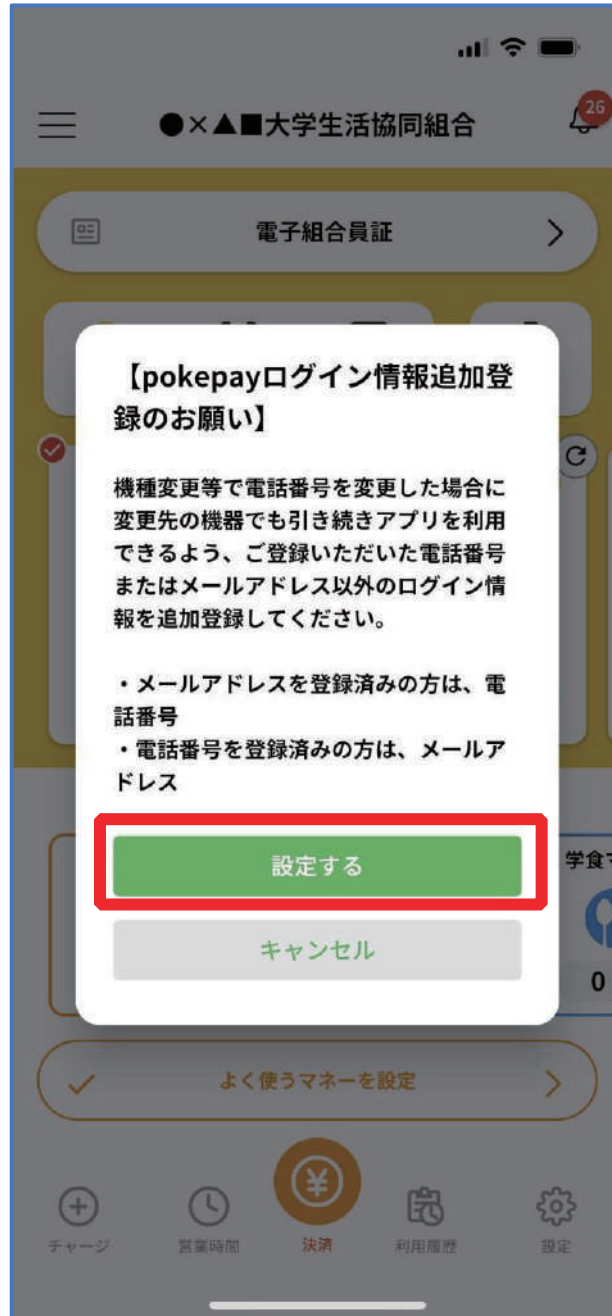 26
●×▲■大学生活協同組合
電子組合員証
【pokepayログイン情報追加登
録のお願い】
機種変更等で電話番号を変更した場合に
変更先の機器でも引き続きアプリを利用
できるよう、ご登録いただいた電話番号
またはメールアドレス以外のログイン情
報を追加登録してください。
・メールアドレスを登録済みの方は、電
話番号
・電話番号を登録済みの方は、メールア
ドレス
設定する
キャンセル
学食マ
0
よく使うマネーを設定
チャージ
営業時間
決済
利用履歴
設定